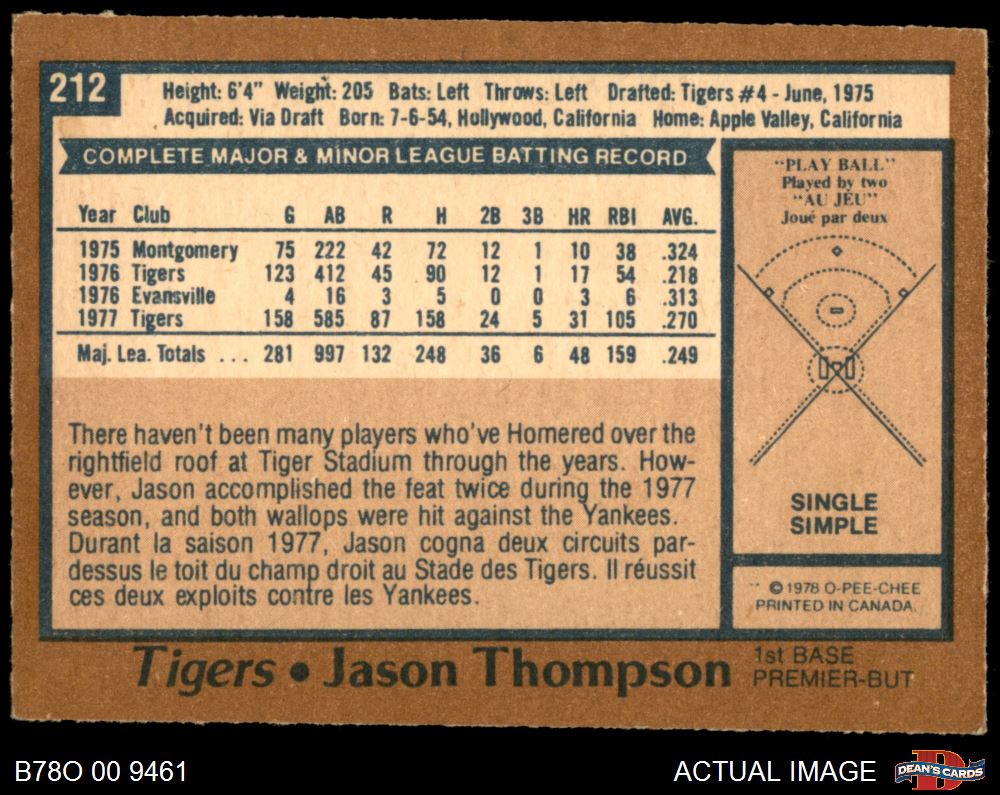 212
Height: 6'4" Weight: 205 Bats: Left Throws: Left Drafted: Tigers #4 - June, 1975
Acquired: Via Draft Born: 7-6-54, Hollywood, California Home: Apple Valley, California
COMPLETE MAJOR & MINOR LEAGUE BATTING RECORD
Year Club G AB R H 2B 3B HR RBI AVG.
1975 Montgomery 75 222 42 72 12 1 10 38 .324
1976 Tigers 123 412 45 90 12 1 17 54 .218
1976 Evansville 4 16 3 5 0 0 3 6 .313
1977 Tigers 158 585 87 158 24 5 31 105 .270
Maj. Lea. Totals ... 281 997 132 248 36 6 48 159 .249
There haven't been many players who've Homered over the
rightfield roof at Tiger Stadium through the years. How-
ever, Jason accomplished the feat twice during the 1977
season, and both wallops were hit against the Yankees.
Durant la saison 1977, Jason cogna deux circuits par-
dessus le toit du champ droit au Stade des Tigers. Il réussit
ces deux exploits contre les Yankees.
"PLAY BALL"
Played by two
"AU JEU"
Joué par deux
SINGLE
SIMPLE
© 1978 O-PEE-CHEE
PRINTED IN CANADA.
Tigers • Jason Thompson
1st BASE
PREMIER-BUT
B78O 00 9461
ACTUAL IMAGE
DEAN'S CARDS